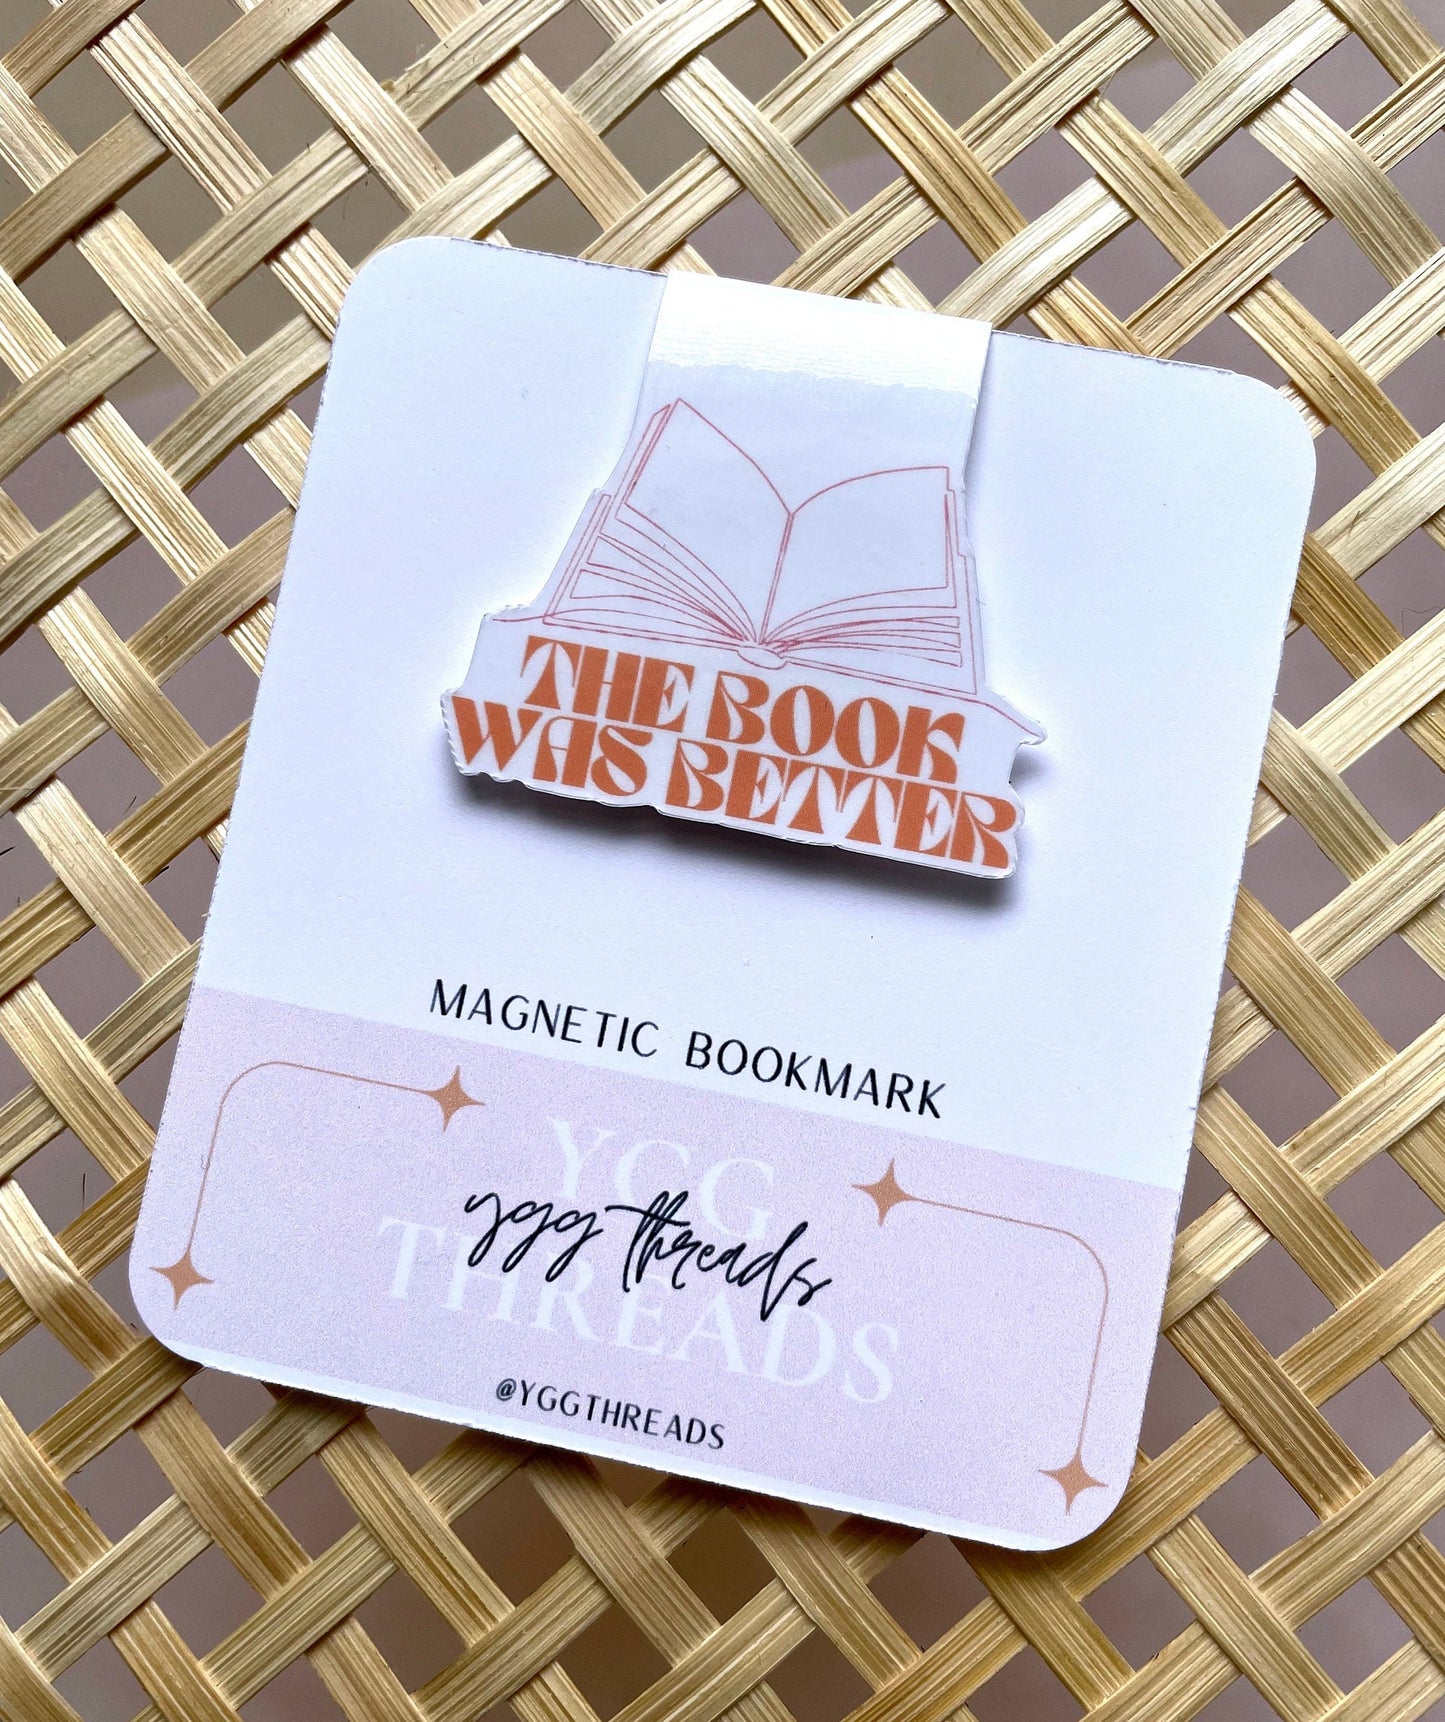 THE BOOK
WAS BETTER
MAGNETIC BOOKMARK
YGG
ygg threads
THREADS
@YGGTHREADS